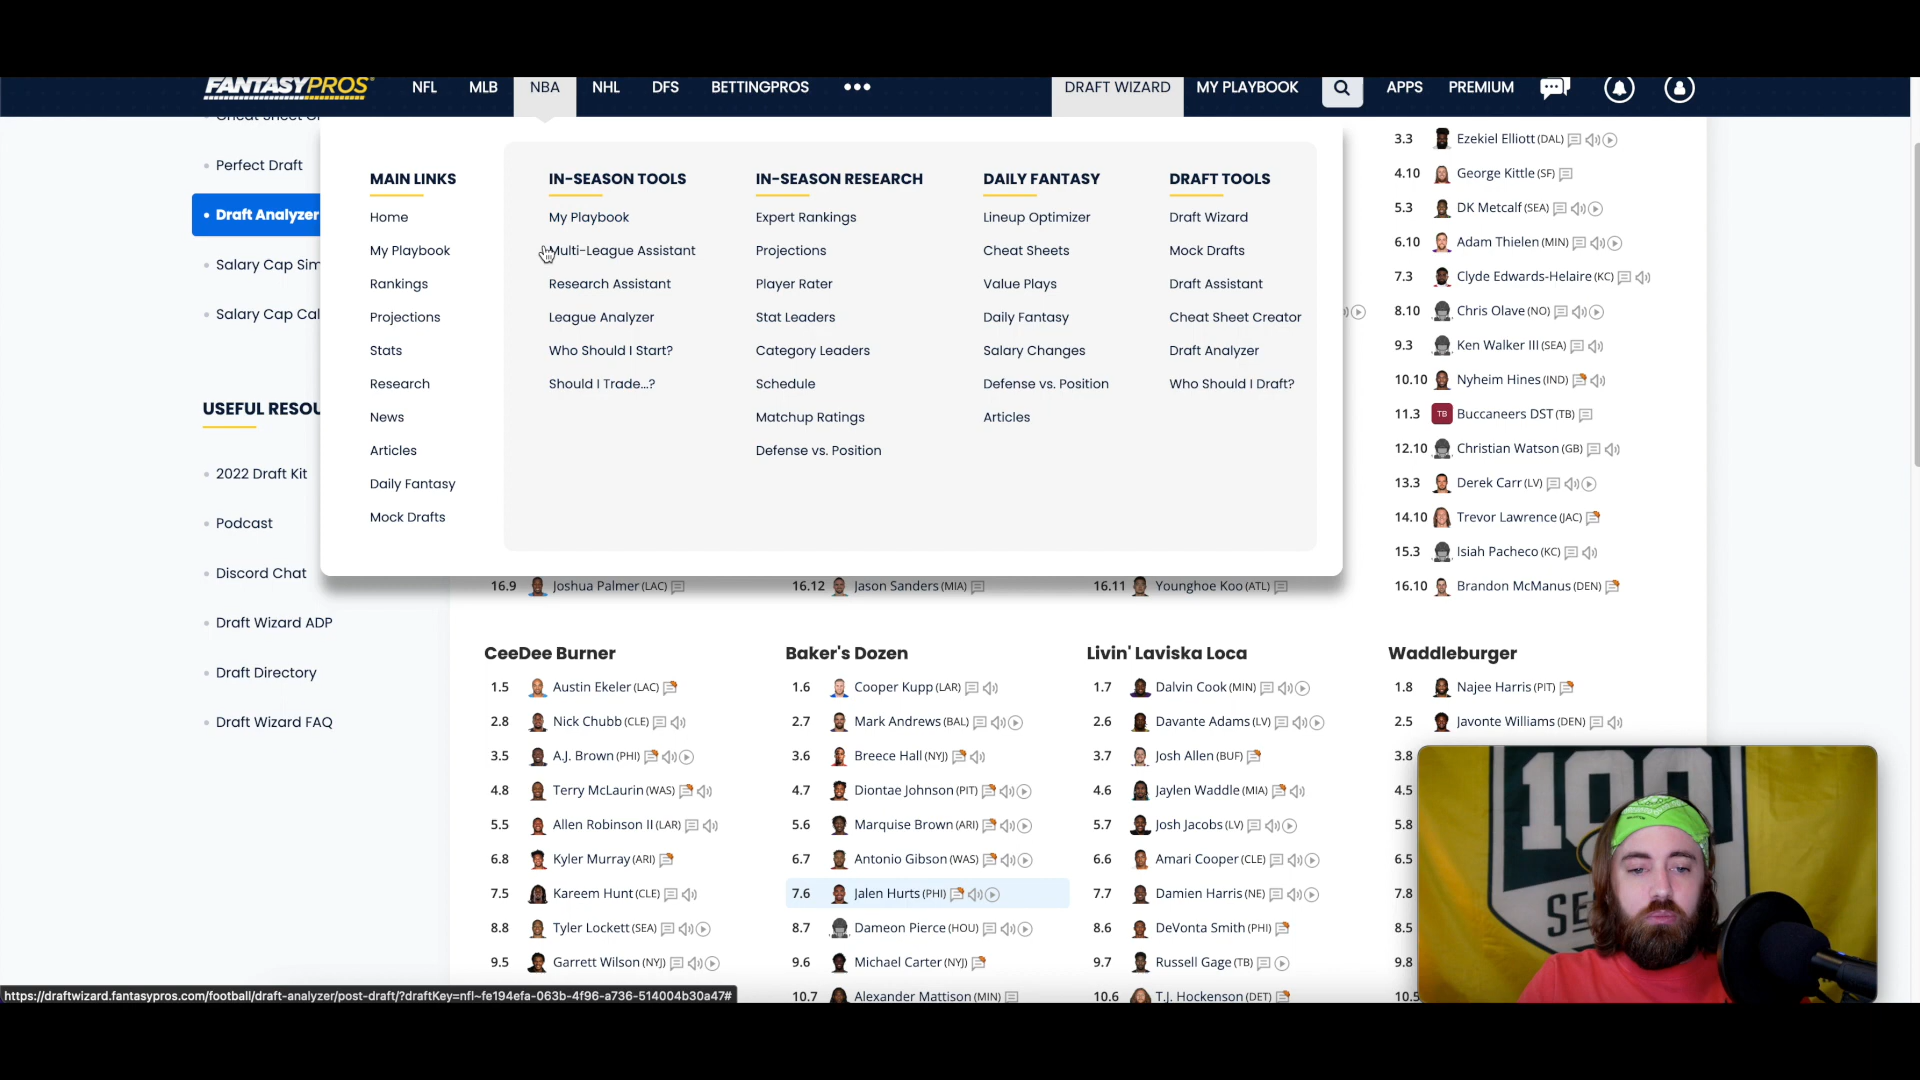 FANTASYPROS
NFL MLB NBA NHL DFS BETTINGPROS ••• DRAFT WIZARD MY PLAYBOOK APPS PREMIUM
Perfect Draft
Draft Analyzer
Salary Cap Sim
Salary Cap Cal
USEFUL RESOU
2022 Draft Kit
Podcast
Discord Chat
Draft Wizard ADP
Draft Directory
Draft Wizard FAQ
MAIN LINKS
Home
My Playbook
Rankings
Projections
Stats
Research
News
Articles
Daily Fantasy
Mock Drafts
IN-SEASON TOOLS
My Playbook
Multi-League Assistant
Research Assistant
League Analyzer
Who Should I Start?
Should I Trade...?
IN-SEASON RESEARCH
Expert Rankings
Projections
Player Rater
Stat Leaders
Category Leaders
Schedule
Matchup Ratings
Defense vs. Position
DAILY FANTASY
Lineup Optimizer
Cheat Sheets
Value Plays
Daily Fantasy
Salary Changes
Defense vs. Position
Articles
DRAFT TOOLS
Draft Wizard
Mock Drafts
Draft Assistant
Cheat Sheet Creator
Draft Analyzer
Who Should I Draft?
3.3 Ezekiel Elliott (DAL)
4.10 George Kittle (SF)
5.3 DK Metcalf (SEA)
6.10 Adam Thielen (MIN)
7.3 Clyde Edwards-Helaire (KC)
8.10 Chris Olave (NO)
9.3 Ken Walker III (SEA)
10.10 Nyheim Hines (IND)
11.3 TB Buccaneers DST (TB)
12.10 Christian Watson (GB)
13.3 Derek Carr (LV)
14.10 Trevor Lawrence (JAC)
15.3 Isiah Pacheco (KC)
16.9 Joshua Palmer (LAC) 16.12 Jason Sanders (MIA) 16.11 Younghoe Koo (ATL) 16.10 Brandon McManus (DEN)
CeeDee Burner
1.5 Austin Ekeler (LAC)
2.8 Nick Chubb (CLE)
3.5 A.J. Brown (PHI)
4.8 Terry McLaurin (WAS)
5.5 Allen Robinson II (LAR)
6.8 Kyler Murray (ARI)
7.5 Kareem Hunt (CLE)
8.8 Tyler Lockett (SEA)
9.5 Garrett Wilson (NYJ)
Baker's Dozen
1.6 Cooper Kupp (LAR)
2.7 Mark Andrews (BAL)
3.6 Breece Hall (NYJ)
4.7 Diontae Johnson (PIT)
5.6 Marquise Brown (ARI)
6.7 Antonio Gibson (WAS)
7.6 Jalen Hurts (PHI)
8.7 Dameon Pierce (HOU)
9.6 Michael Carter (NYJ)
10.7 Alexander Mattison (MIN)
Livin' Laviska Loca
1.7 Dalvin Cook (MIN)
2.6 Davante Adams (LV)
3.7 Josh Allen (BUF)
4.6 Jaylen Waddle (MIA)
5.7 Josh Jacobs (LV)
6.6 Amari Cooper (CLE)
7.7 Damien Harris (NE)
8.6 DeVonta Smith (PHI)
9.7 Russell Gage (TB)
10.6 T.J. Hockenson (DET)
Waddleburger
1.8 Najee Harris (PIT)
2.5 Javonte Williams (DEN)
3.8
4.5
5.8
6.5
7.8
8.5
9.8
10.5
100
SE
https://draftwizard.fantasypros.com/football/draft-analyzer/post-draft/?draftKey=nfl~fe194efa-063b-4f96-a736-514004b30a47#